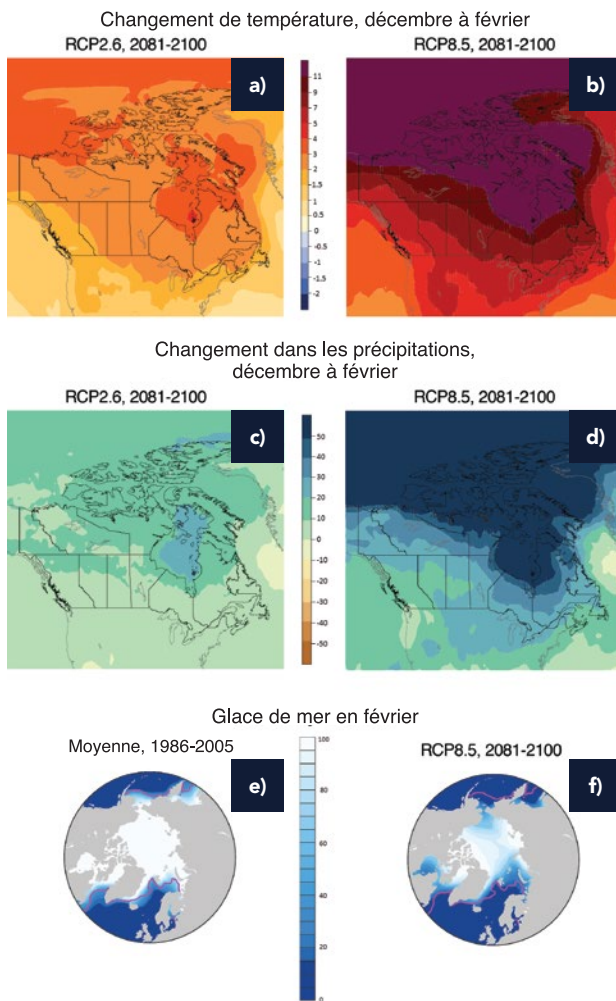 Changement de température, décembre à février
RCP2.6, 2081-2100
RCP8.5, 2081-2100
a)
b)
11
9
7
5
4
3
2
1.5
1
0.5
0
-0.5
-1
-1.5
-2
Changement dans les précipitations,
décembre à février
RCP2.6, 2081-2100
RCP8.5, 2081-2100
c)
d)
50
40
30
20
10
0
-10
-20
-30
-40
-50
Glace de mer en février
Moyenne, 1986-2005
RCP8.5, 2081-2100
e)
f)
100
80
60
40
20
0